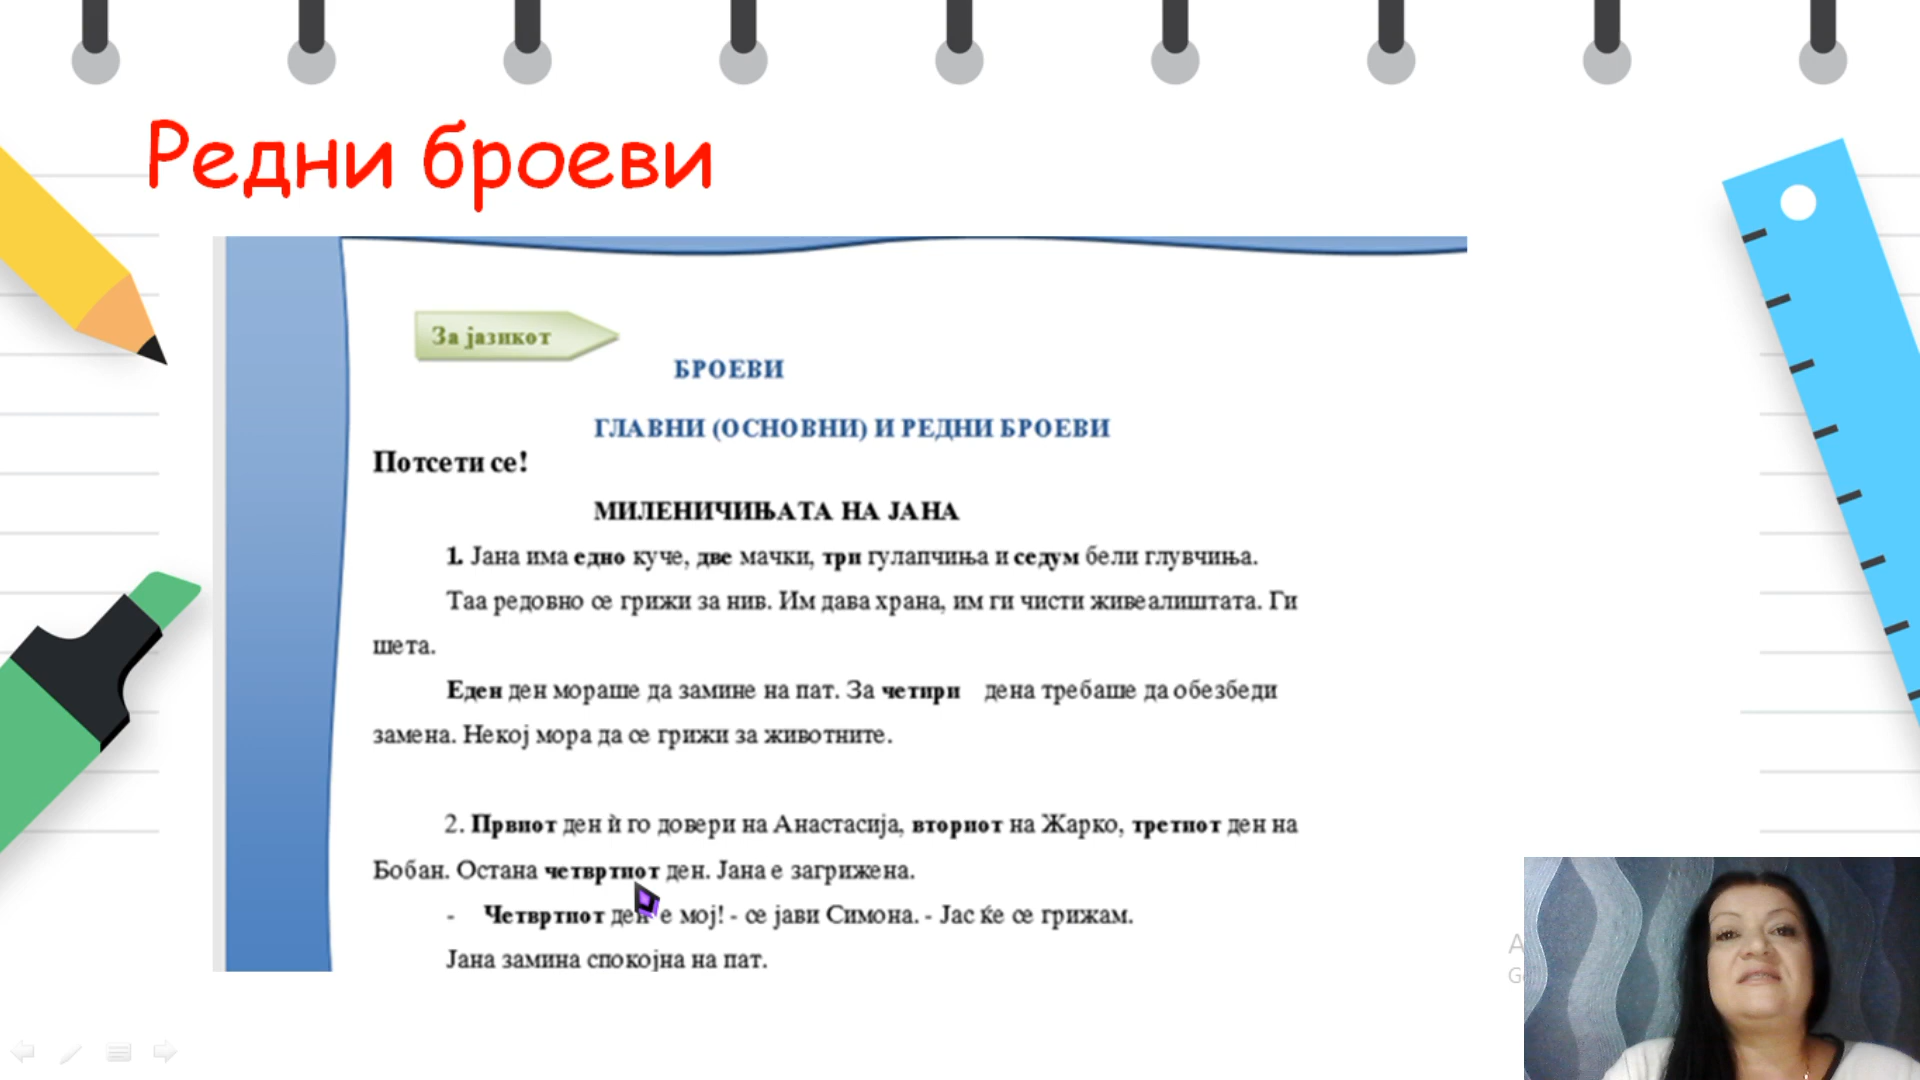 Редни броеви
За јазикот
БРОЕВИ
ГЛАВНИ (ОСНОВНИ) И РЕДНИ БРОЕВИ
Потсети се!
МИЛЕНИЧИЊАТА НА ЈАНА
1. Јана има едно куче, две мачки, три гулапчиња и седум бели глувчиња.
Таа редовно се грижи за нив. Им дава храна, им ги чисти живеалиштата. Ги
шета.
Еден ден мораше да замине на пат. За четири дена требаше да обезбеди
замена. Некој мора да се грижи за животните.
2. Првиот ден ѝ го довери на Анастасија, вториот на Жарко, третиот ден на
Бобан. Остана четвртиот ден. Јана е загрижена.
- Четвртиот ден е мој! - се јави Симона. - Јас ќе се грижам.
Јана замина спокојна на пат.